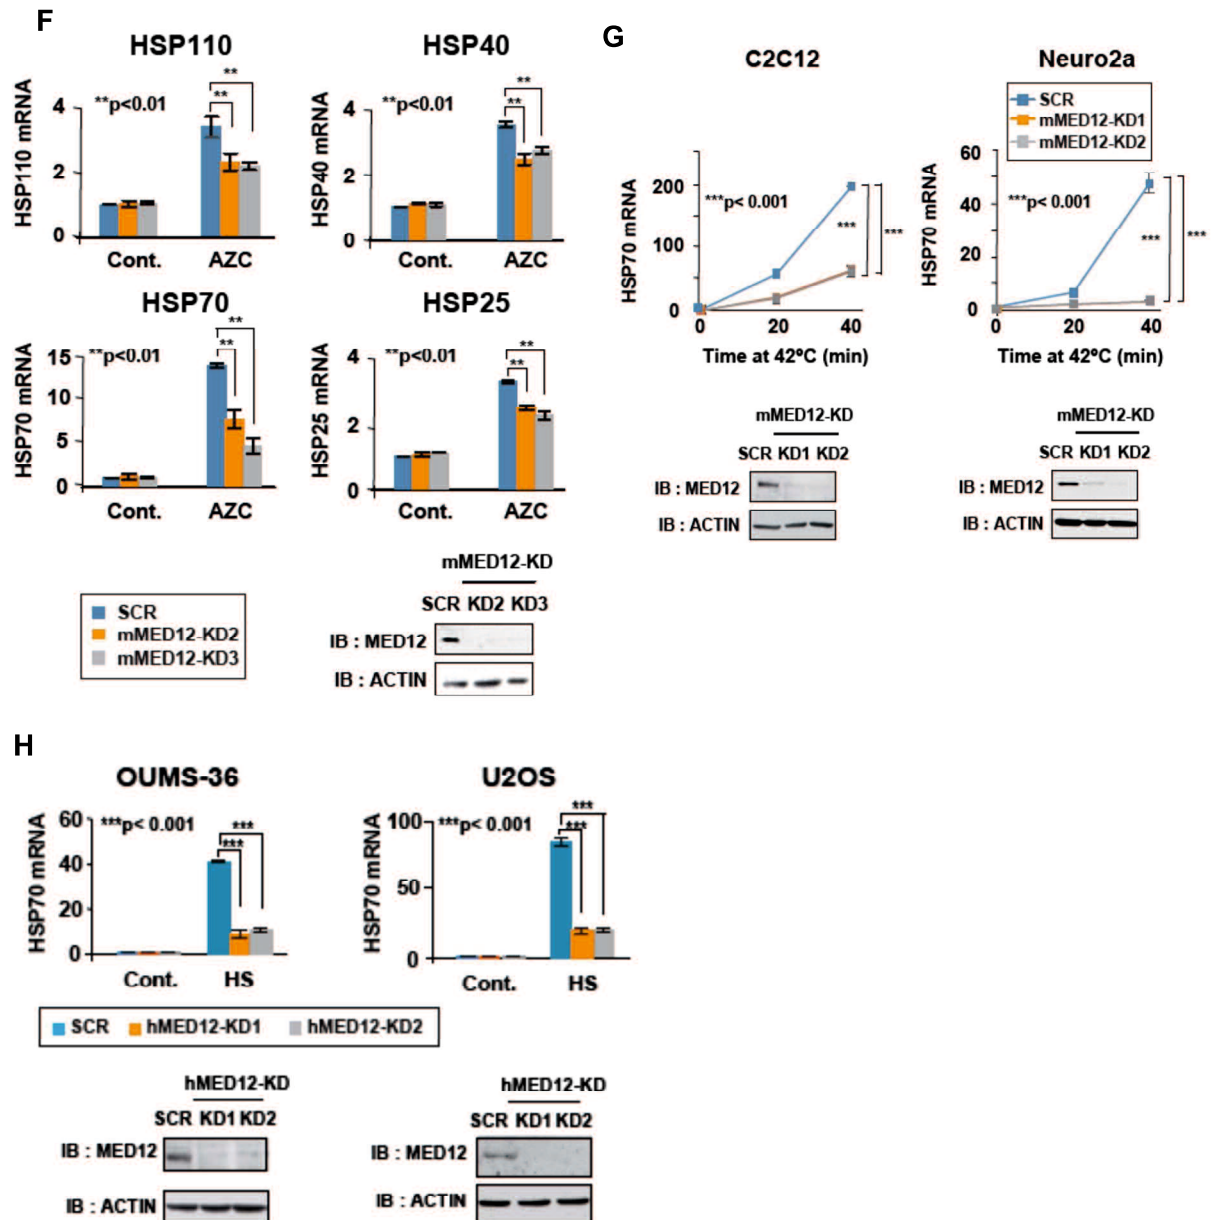 F
HSP110
HSP110 mRNA
**p<0.01
**
**
4
2
0
Cont.
AZC
HSP40
HSP40 mRNA
**p<0.01
**
**
4
2
0
Cont.
AZC
HSP70
HSP70 mRNA
**p<0.01
**
**
15
10
5
0
Cont.
AZC
HSP25
HSP25 mRNA
**p<0.01
**
**
4
2
0
Cont.
AZC
SCR
mMED12-KD2
mMED12-KD3
mMED12-KD
SCR KD2 KD3
IB : MED12
IB : ACTIN
G
C2C12
HSP70 mRNA
***p< 0.001
***
***
200
100
0
0 20 40
Time at 42ºC (min)
Neuro2a
SCR
mMED12-KD1
mMED12-KD2
HSP70 mRNA
***p< 0.001
***
***
60
40
20
0
0 20 40
Time at 42ºC (min)
mMED12-KD
SCR KD1 KD2
IB : MED12
IB : ACTIN
mMED12-KD
SCR KD1 KD2
IB : MED12
IB : ACTIN
H
OUMS-36
HSP70 mRNA
***p< 0.001
***
***
60
40
20
0
Cont.
HS
U2OS
HSP70 mRNA
***p< 0.001
***
***
100
50
0
Cont.
HS
SCR hMED12-KD1 hMED12-KD2
hMED12-KD
SCR KD1 KD2
IB : MED12
IB : ACTIN
hMED12-KD
SCR KD1 KD2
IB : MED12
IB : ACTIN